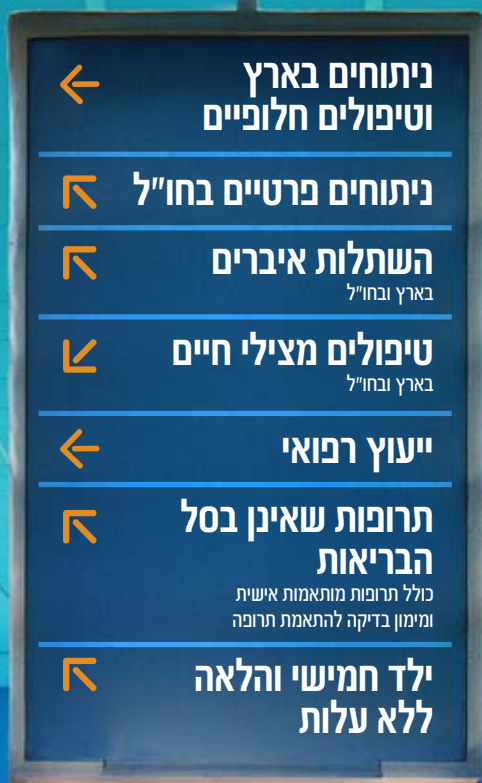 ניתוחים בארץ
וטיפולים חלופיים
ניתוחים פרטיים בחו"ל
השתלות איברים
בארץ ובחו"ל
טיפולים מצילי חיים
בארץ ובחו"ל
ייעוץ רפואי
תרופות שאינן בסל
הבריאות
כולל תרופות מותאמות אישית
ומימון בדיקה להתאמת תרופה
ילד חמישי והלאה
ללא עלות